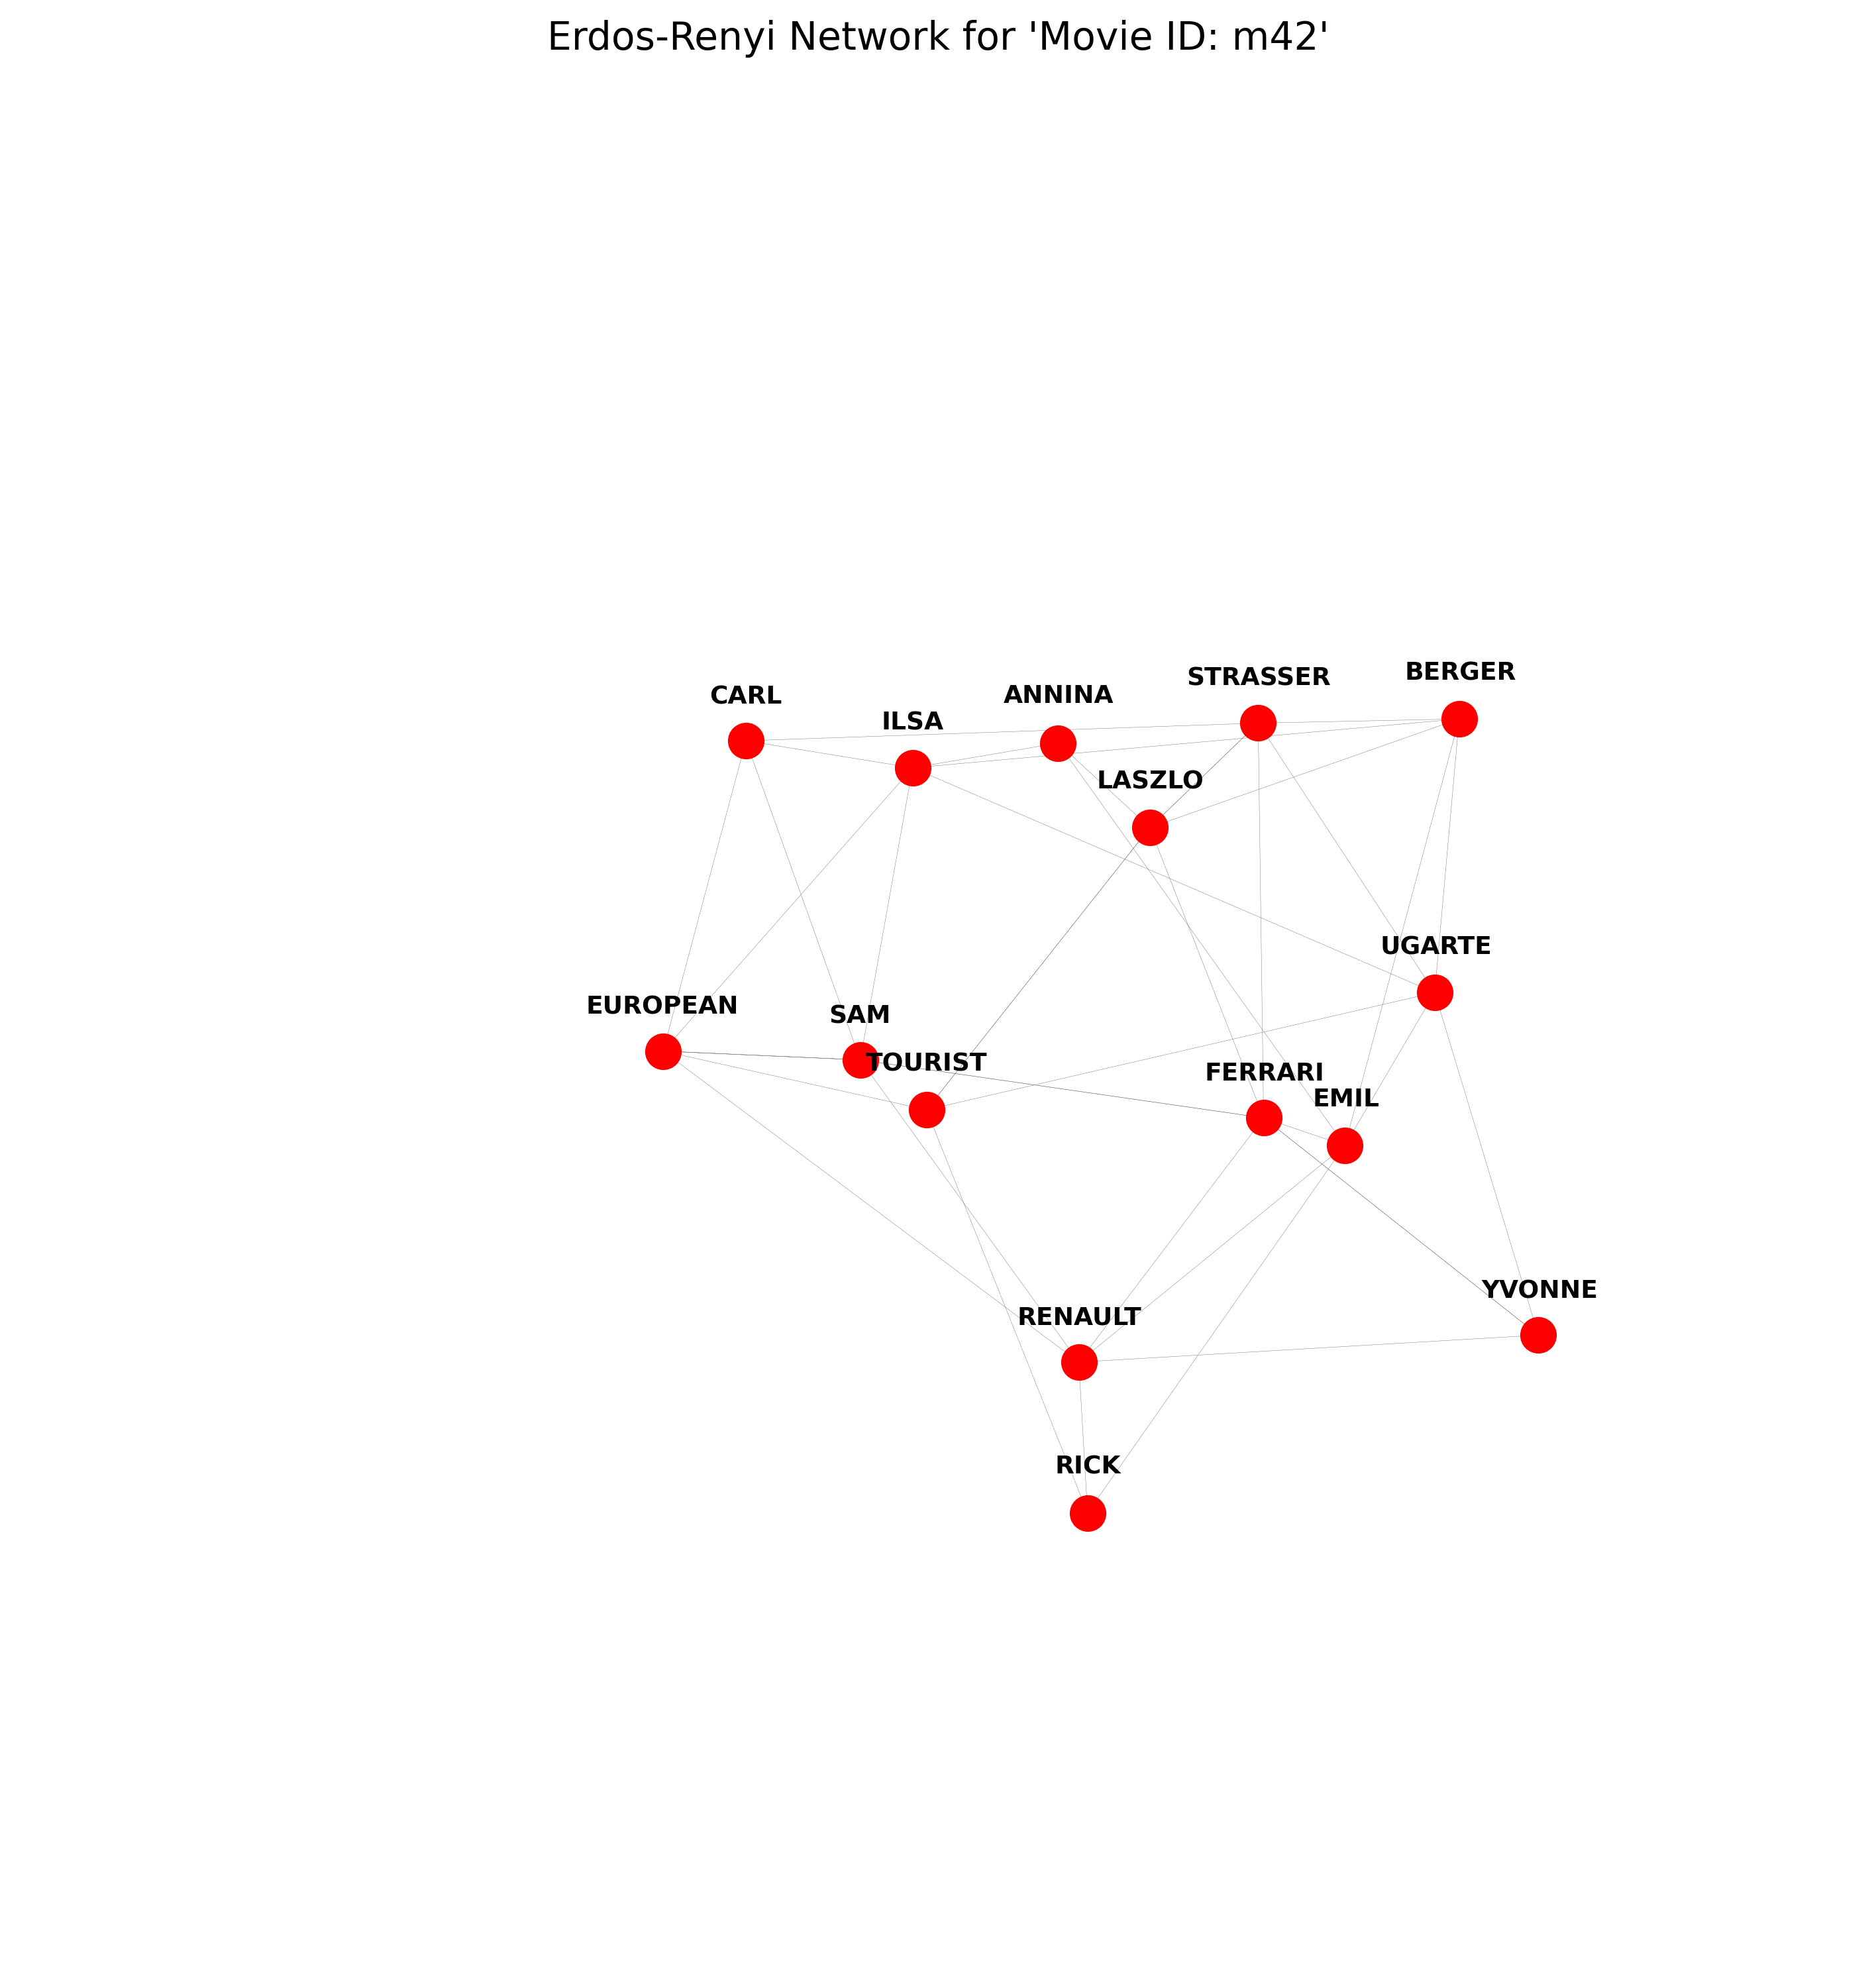 Erdos-Renyi Network for 'Movie ID: m42'
BERGER
STRASSER
ANNINA
CARL
ILSA
LASZLO
UGARTE
EUROPEAN
SAM
TOURIST
FERRARI
EMIL
YVONNE
RENAULT
RICK